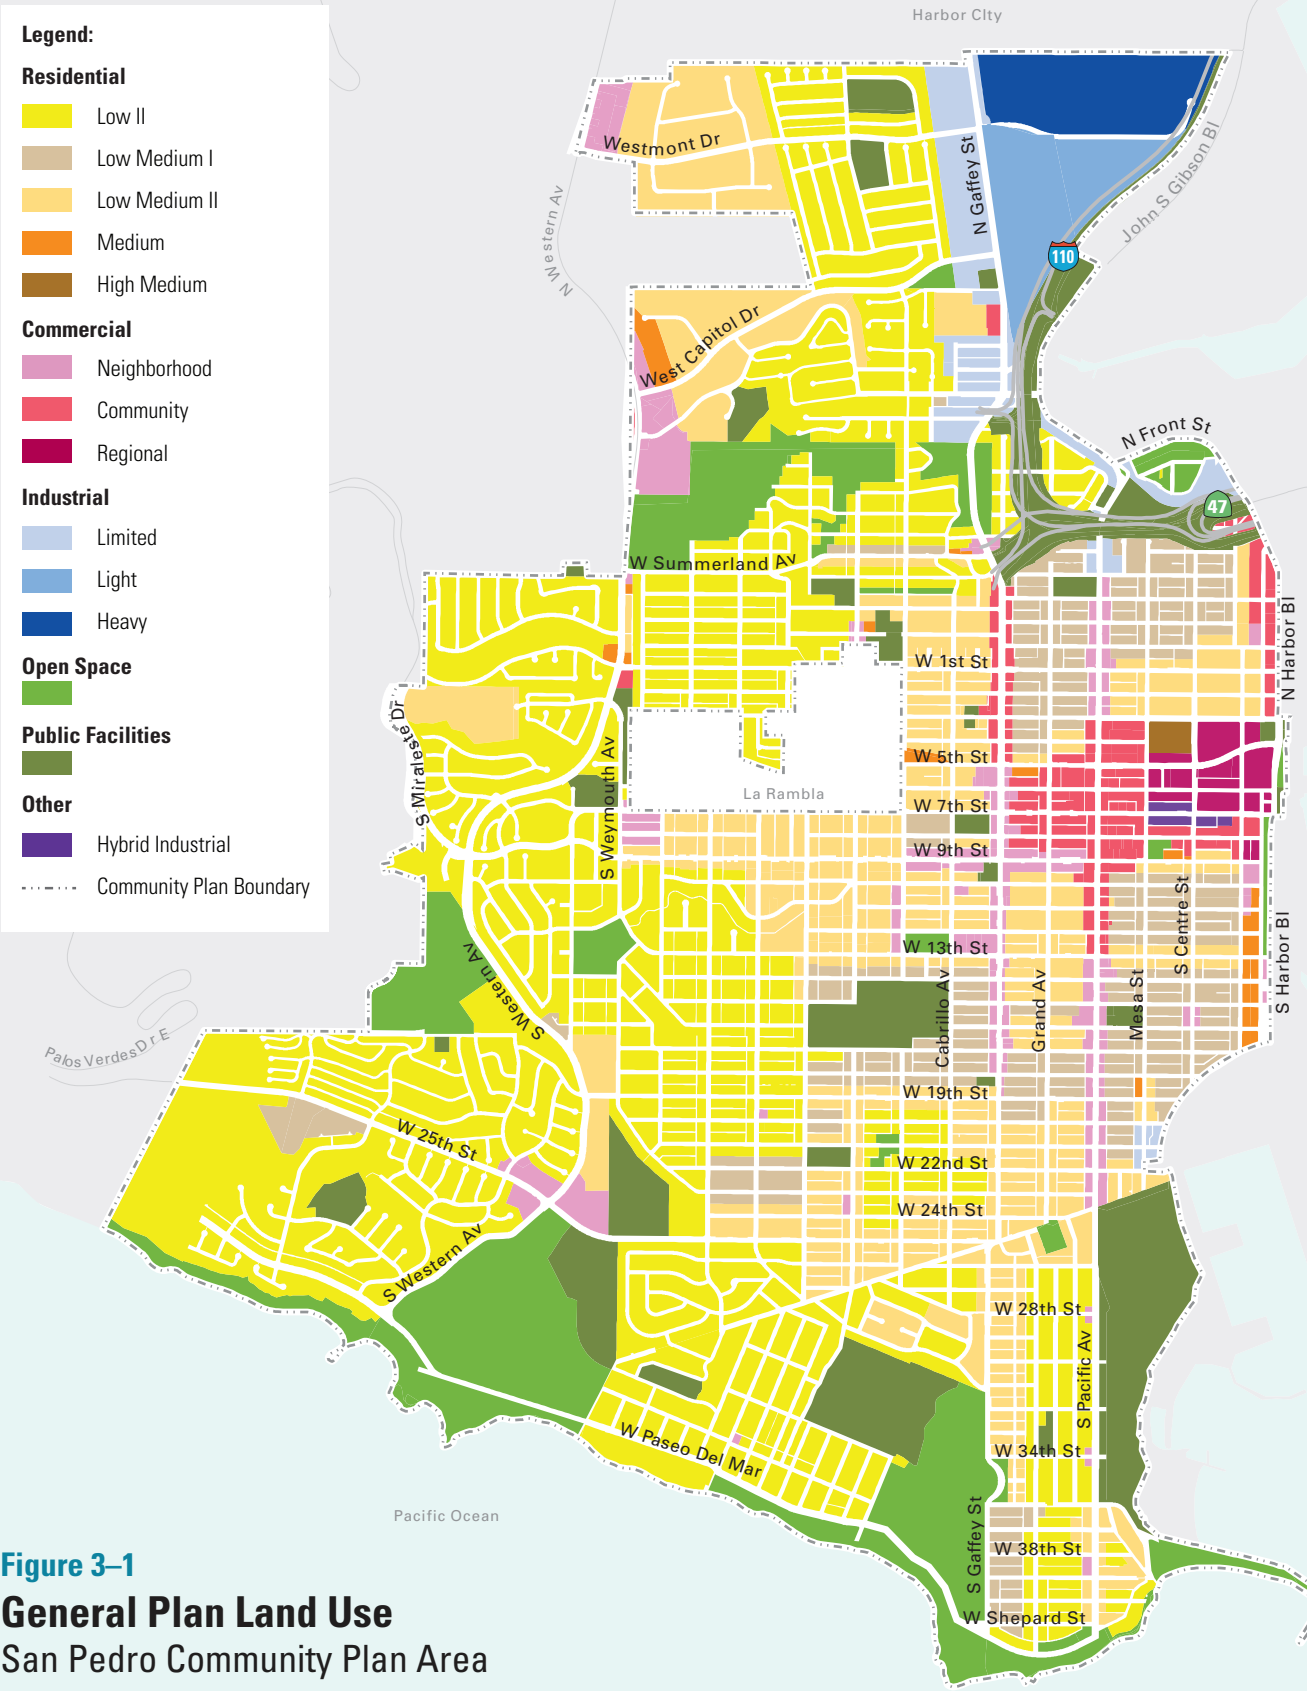 Legend:
Residential
Low II
Low Medium I
Low Medium II
Medium
High Medium
Commercial
Neighborhood
Community
Regional
Industrial
Limited
Light
Heavy
Open Space
Public Facilities
Other
Hybrid Industrial
Community Plan Boundary
Harbor CIty
Westmont Dr
N Gaffey St
John S Gibson Bl
N Western Av
110
West Capitol Dr
N Front St
47
W Summerland Av
N Harbor Bl
W 1st St
S Miraleste Dr
S Weymouth Av
W 5th St
La Rambla
W 7th St
W 9th St
S Centre St
S Harbor Bl
W 13th St
S Western Av
Cabrillo Av
Grand Av
Mesa St
Palos Verdes Dr E
W 19th St
W 25th St
W 22nd St
W 24th St
S Western Av
W 28th St
S Pacific Av
W Paseo Del Mar
W 34th St
Pacific Ocean
S Gaffey St
W 38th St
W Shepard St
Figure 3–1
General Plan Land Use
San Pedro Community Plan Area